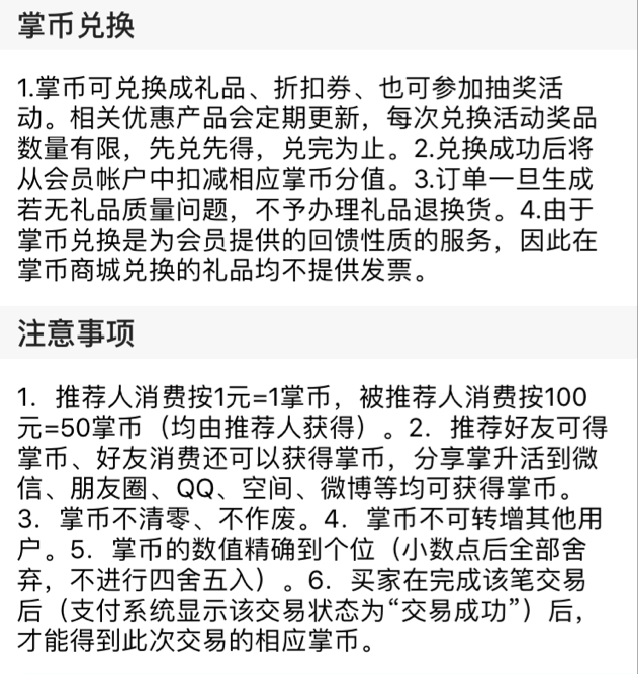 掌币兑换
1.掌币可兑换成礼品、折扣券、也可参加抽奖活
动。相关优惠产品会定期更新，每次兑换活动奖品
数量有限，先兑先得，兑完为止。2.兑换成功后将
从会员帐户中扣减相应掌币分值。3.订单一旦生成
若无礼品质量问题，不予办理礼品退换货。4.由于
掌币兑换是为会员提供的回馈性质的服务，因此在
掌币商城兑换的礼品均不提供发票。
注意事项
1. 推荐人消费按1元=1掌币，被推荐人消费按100
元=50掌币（均由推荐人获得）。2. 推荐好友可得
掌币、好友消费还可以获得掌币，分享掌升活到微
信、朋友圈、QQ、空间、微博等均可获得掌币。
3. 掌币不清零、不作废。4. 掌币不可转增其他用
户。5. 掌币的数值精确到个位（小数点后全部舍
弃，不进行四舍五入）。6. 买家在完成该笔交易
后（支付系统显示该交易状态为“交易成功”）后，
才能得到此次交易的相应掌币。